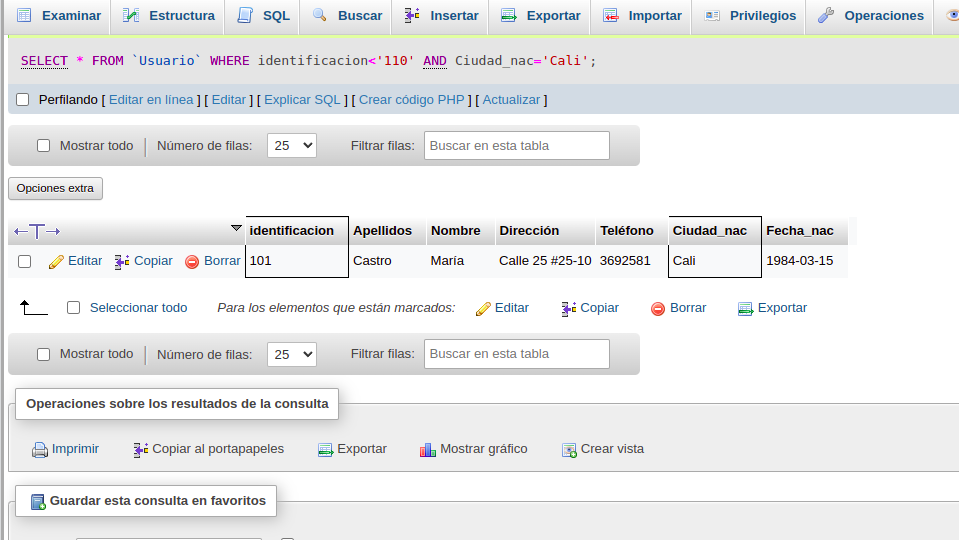 Examinar Estructura SQL Buscar Insertar Exportar Importar Privilegios Operaciones
SELECT * FROM `Usuario` WHERE identificacion<'110' AND Ciudad_nac='Cali';
Perfilando [ Editar en línea ] [ Editar ] [ Explicar SQL ] [ Crear código PHP ] [ Actualizar ]
Mostrar todo Número de filas: 25 Filtrar filas: Buscar en esta tabla
Opciones extra
identificacion Apellidos Nombre Dirección Teléfono Ciudad_nac Fecha_nac
Editar Copiar Borrar 101 Castro María Calle 25 #25-10 3692581 Cali 1984-03-15
Seleccionar todo Para los elementos que están marcados: Editar Copiar Borrar Exportar
Mostrar todo Número de filas: 25 Filtrar filas: Buscar en esta tabla
Operaciones sobre los resultados de la consulta
Imprimir Copiar al portapapeles Exportar Mostrar gráfico Crear vista
Guardar esta consulta en favoritos